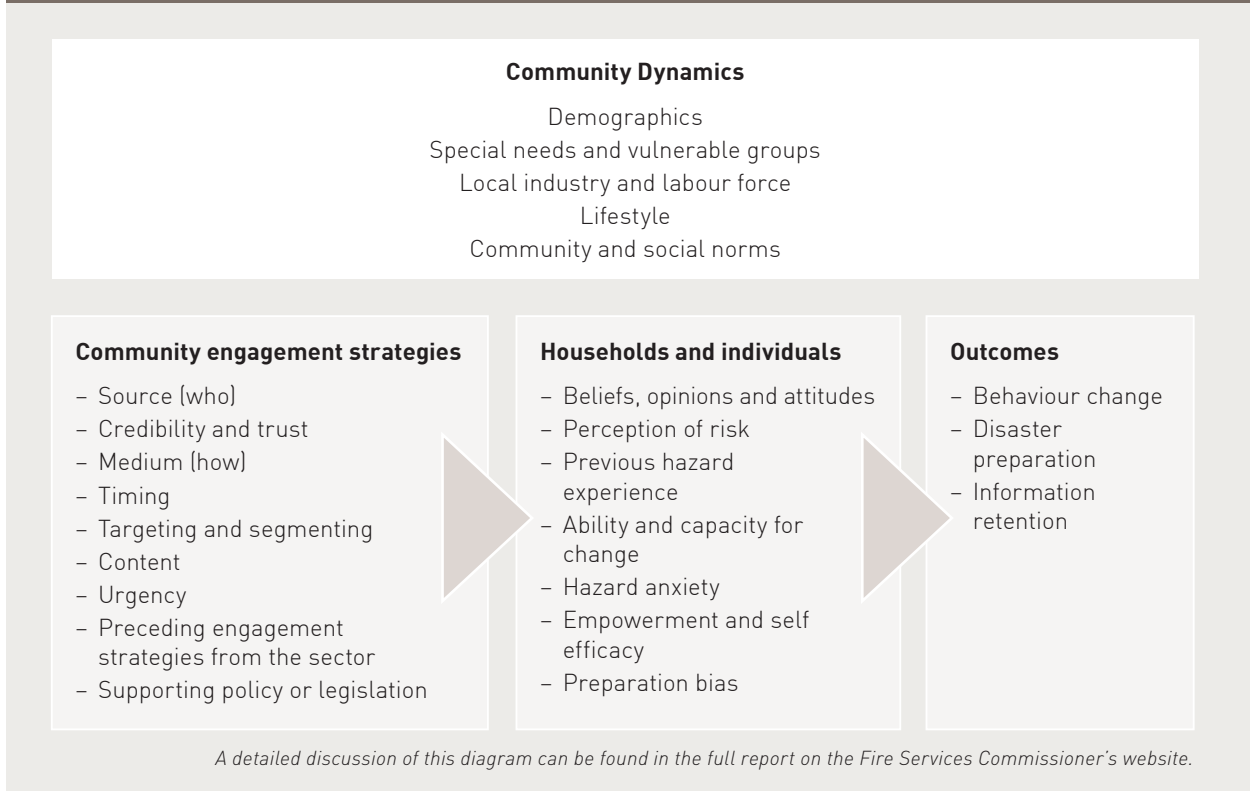 Community Dynamics
Demographics
Special needs and vulnerable groups
Local industry and labour force
Lifestyle
Community and social norms
Community engagement strategies
– Source (who)
– Credibility and trust
– Medium (how)
– Timing
– Targeting and segmenting
– Content
– Urgency
– Preceding engagement
strategies from the sector
– Supporting policy or legislation
Households and individuals
– Beliefs, opinions and attitudes
– Perception of risk
– Previous hazard
experience
– Ability and capacity for
change
– Hazard anxiety
– Empowerment and self
efficacy
– Preparation bias
Outcomes
– Behaviour change
– Disaster
preparation
– Information
retention
A detailed discussion of this diagram can be found in the full report on the Fire Services Commissioner's website.